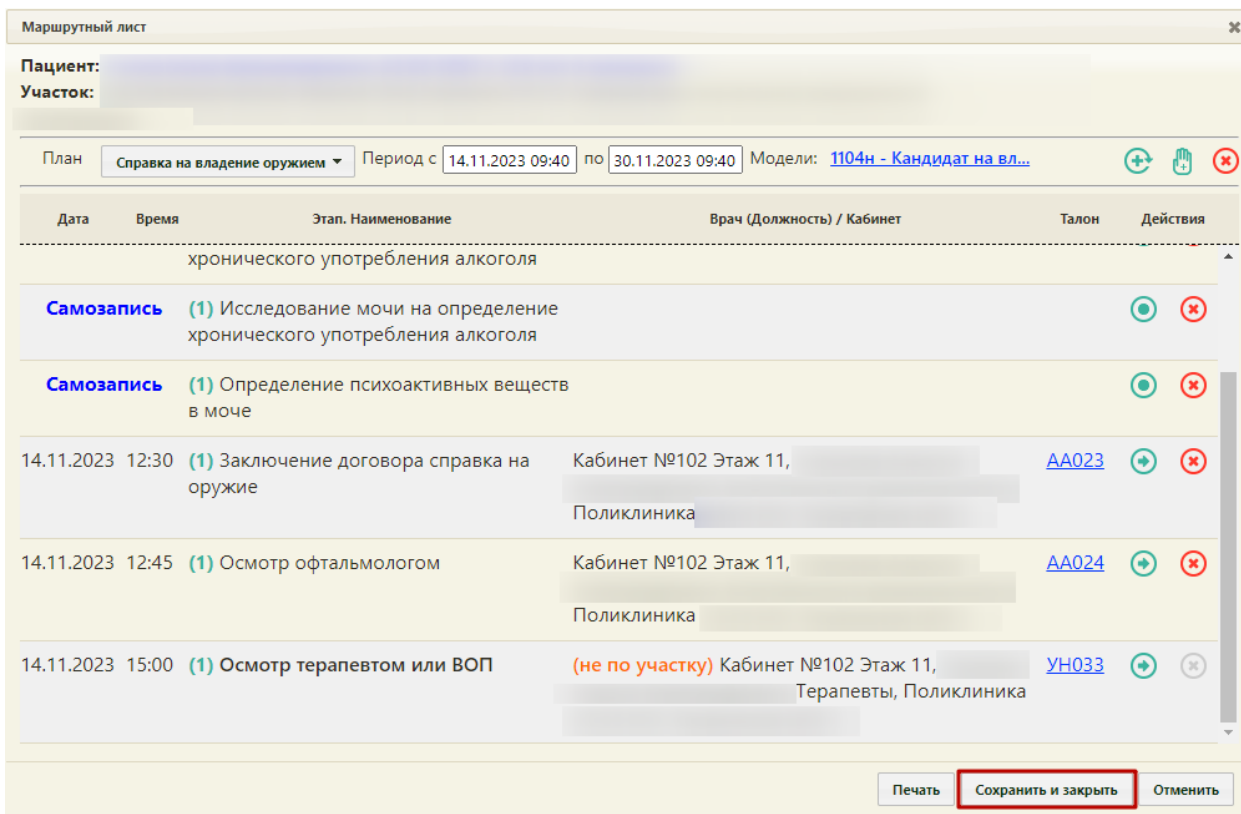 Маршрутный лист
Пациент:
Участок:
План Справка на владение оружием Период с 14.11.2023 09:40 по 30.11.2023 09:40 Модели: 1104н - Кандидат на вл...
Дата Время Этап. Наименование Врач (Должность) / Кабинет Талон Действия
хронического употребления алкоголя
Самозапись (1) Исследование мочи на определение
хронического употребления алкоголя
Самозапись (1) Определение психоактивных веществ
в моче
14.11.2023 12:30 (1) Заключение договора справка на Кабинет №102 Этаж 11, АА023
оружие
Поликлиника
14.11.2023 12:45 (1) Осмотр офтальмологом Кабинет №102 Этаж 11, АА024
Поликлиника
14.11.2023 15:00 (1) Осмотр терапевтом или ВОП (не по участку) Кабинет №102 Этаж 11, УН033
Терапевты, Поликлиника
Печать Сохранить и закрыть Отменить